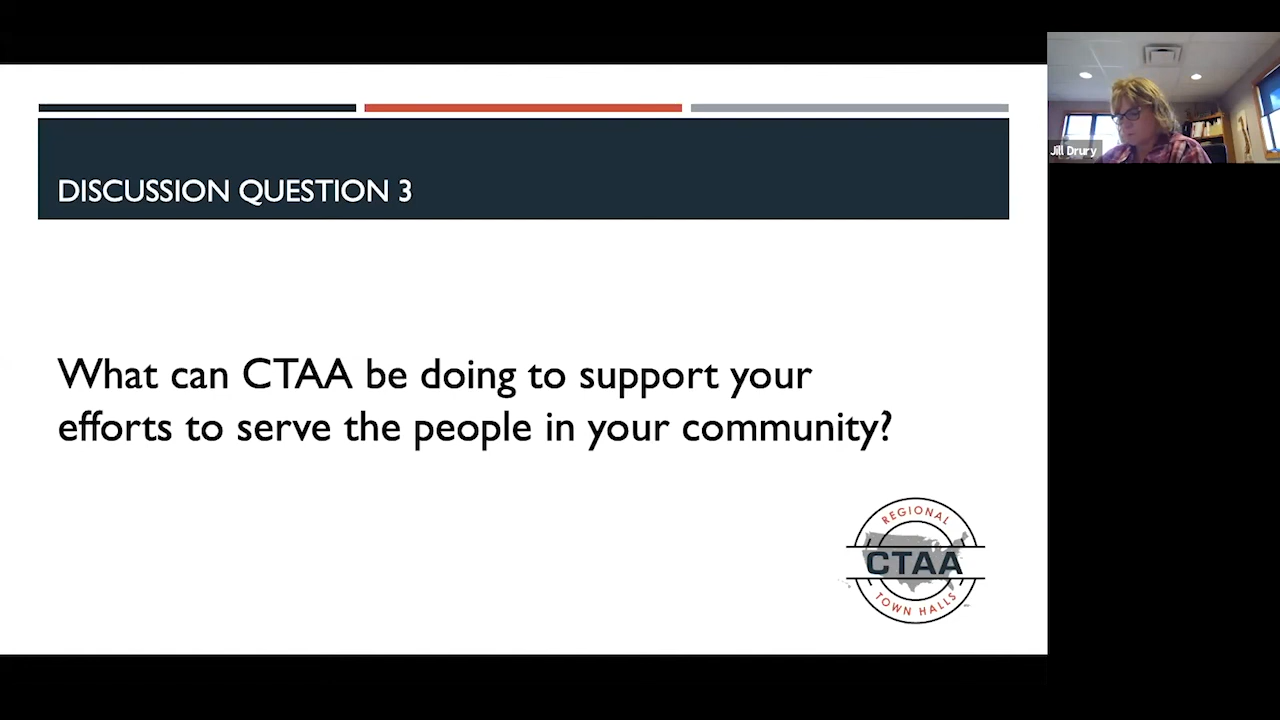 DISCUSSION QUESTION 3
Jill Drury
What can CTAA be doing to support your
efforts to serve the people in your community?
REGIONAL
CTAA
TOWN HALLS